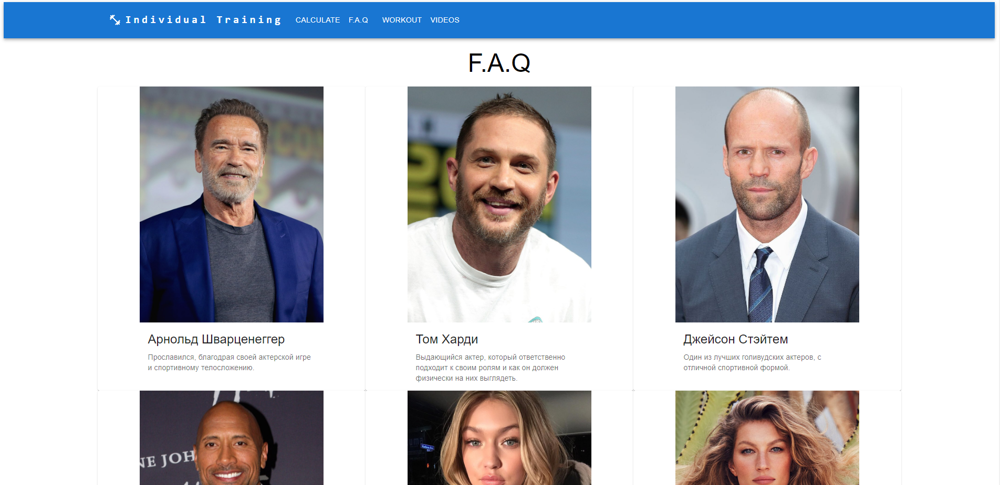 Individual Training CALCULATE F.A.Q WORKOUT VIDEOS
F.A.Q
Арнольд Шварценеггер
Прославился, благодрая своей актерской игре
и спортивному телосложению.
Том Харди
Выдающийся актер, который ответственно
подходит к своим ролям и как он должен
физически на них выглядеть.
Джейсон Стэйтем
Один из лучших голивудских актеров, с
отличной спортивной формой.
NE JOH